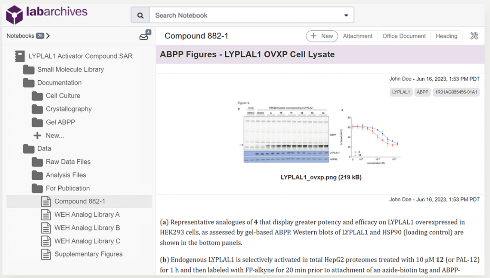 labarchives
Search Notebook
Notebooks
Compound 882-1
New
Attachment
Office Document
Heading
LYPLAL1 Activator Compound SAR
Small Molecule Library
Documentation
Cell Culture
Crystallography
Gel ABPP
New...
Data
Raw Data Files
Analysis Files
For Publication
Compound 882-1
WEH Analog Library A
WEH Analog Library B
WEH Analog Library C
Supplementary Figures
ABPP Figures - LYPLAL1 OVXP Cell Lysate
John Doe - Jun 16, 2023, 1:53 PM PDT
LYPLAL1
ABPP
LYPLAL1_ovxp.png (219 kB)
John Doe - Jun 16, 2023, 1:53 PM PDT
(a) Representative analogues of 4 that display greater potency and efficacy on LYPLAL1 overexpressed in
HEK293 cells, as assessed by gel-based ABPP. Western blots of LYPLAL1 and HSP90 (loading control) are
shown in the bottom panels.
(b) Endogenous LYPLAL1 is selectively activated in total HepG2 proteomes treated with 10 μM 12 (or PAL-12)
for 1 h and then labeled with FP-alkyne for 20 min prior to attachment of an azide-biotin tag and ABPP-